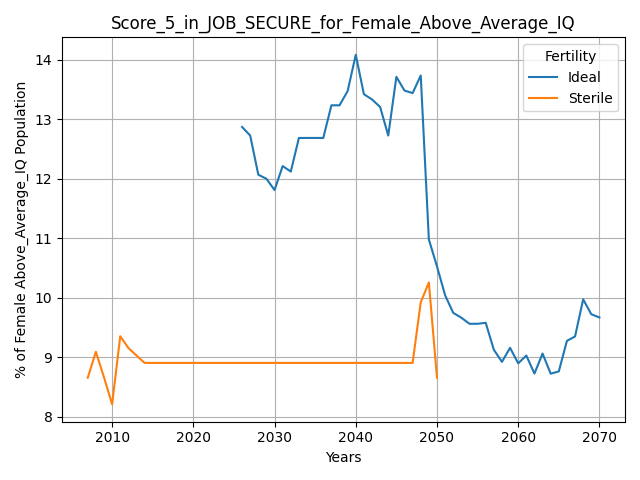 Score_5_in_JOB_SECURE_for_Female_Above_Average_IQ
% of Female Above_Average_IQ Population
14
13
12
11
10
9
8
Fertility
Ideal
Sterile
2010 2020 2030 2040 2050 2060 2070
Years